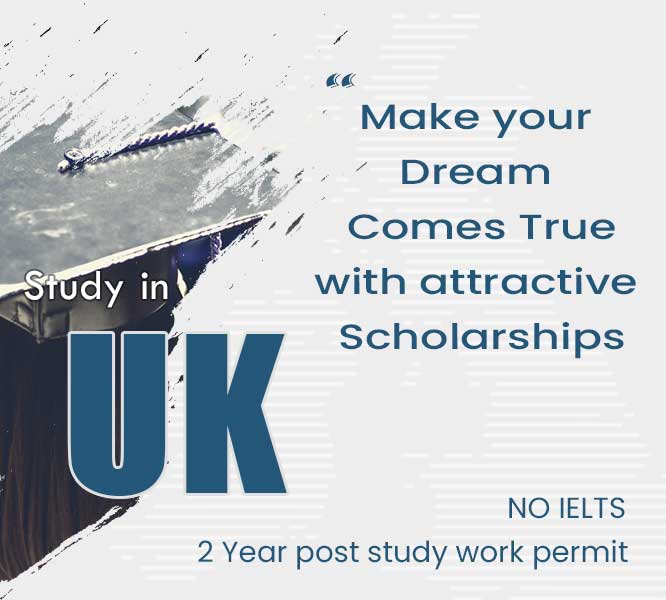 “
Make your
Dream
Comes True
with attractive
Scholarships
Study in
UK
NO IELTS
2 Year post study work permit